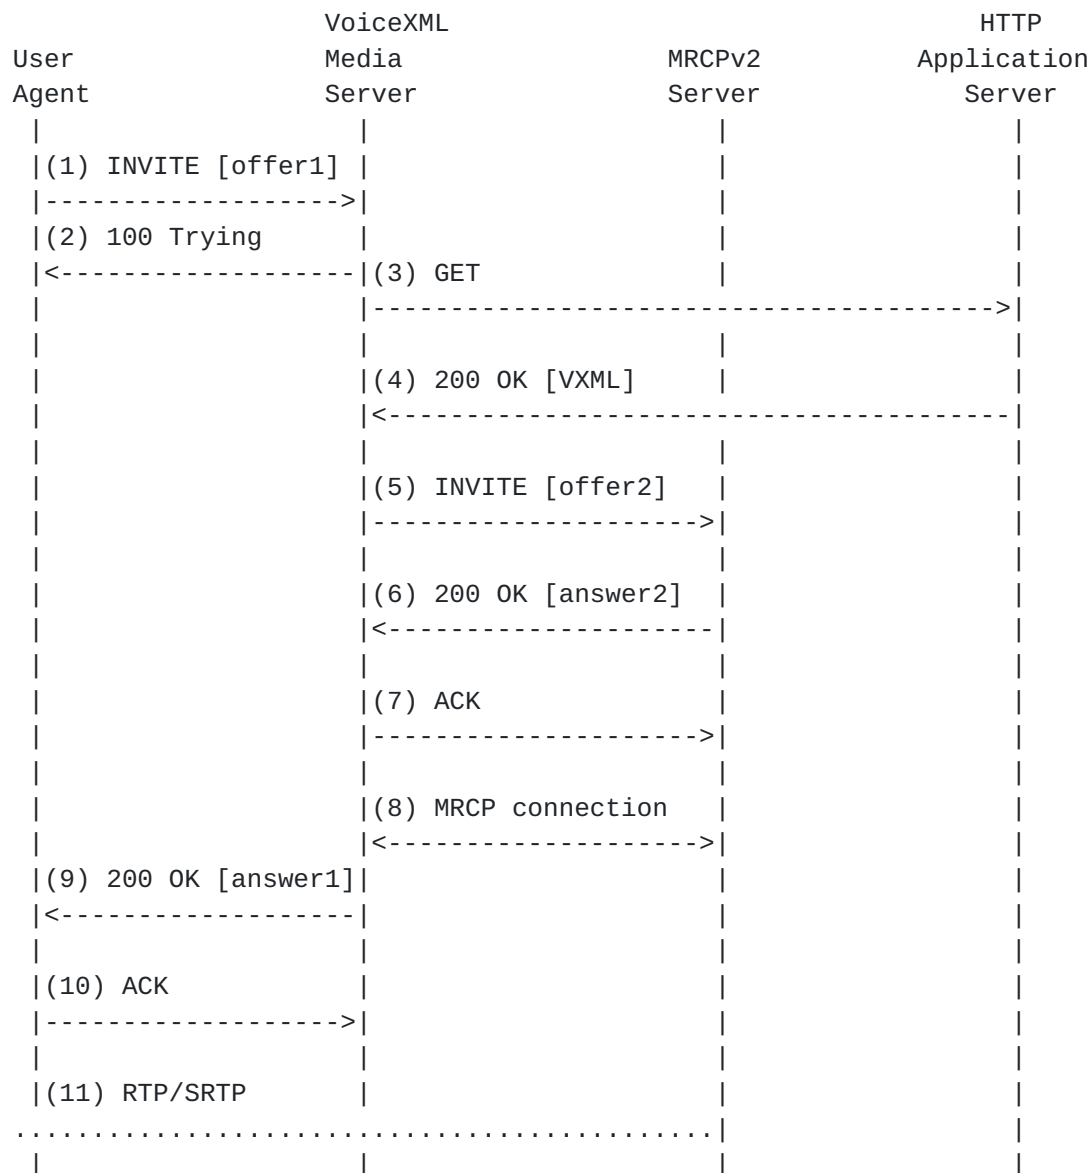 VoiceXML                                  HTTP
User                Media                 MRCPv2          Application
Agent               Server                Server             Server
 |                    |                      |                  |
 |(1) INVITE [offer1] |                      |                  |
 |------------------->|                      |                  |
 |(2) 100 Trying      |                      |                  |
 |<-------------------|(3) GET               |                  |
 |                    |---------------------------------------->|
 |                    |                      |                  |
 |                    |(4) 200 OK [VXML]     |                  |
 |                    |<----------------------------------------|
 |                    |                      |                  |
 |                    |(5) INVITE [offer2]   |                  |
 |                    |--------------------->|                  |
 |                    |                      |                  |
 |                    |(6) 200 OK [answer2]  |                  |
 |                    |<---------------------|                  |
 |                    |                      |                  |
 |                    |(7) ACK               |                  |
 |                    |--------------------->|                  |
 |                    |                      |                  |
 |                    |(8) MRCP connection   |                  |
 |                    |<-------------------->|                  |
 |(9) 200 OK [answer1]|                      |                  |
 |<-------------------|                      |                  |
 |                    |                      |                  |
 |(10) ACK            |                      |                  |
 |------------------->|                      |                  |
 |                    |                      |                  |
 |(11) RTP/SRTP       |                      |                  |
.............................................|                  |
 |                    |                      |                  |